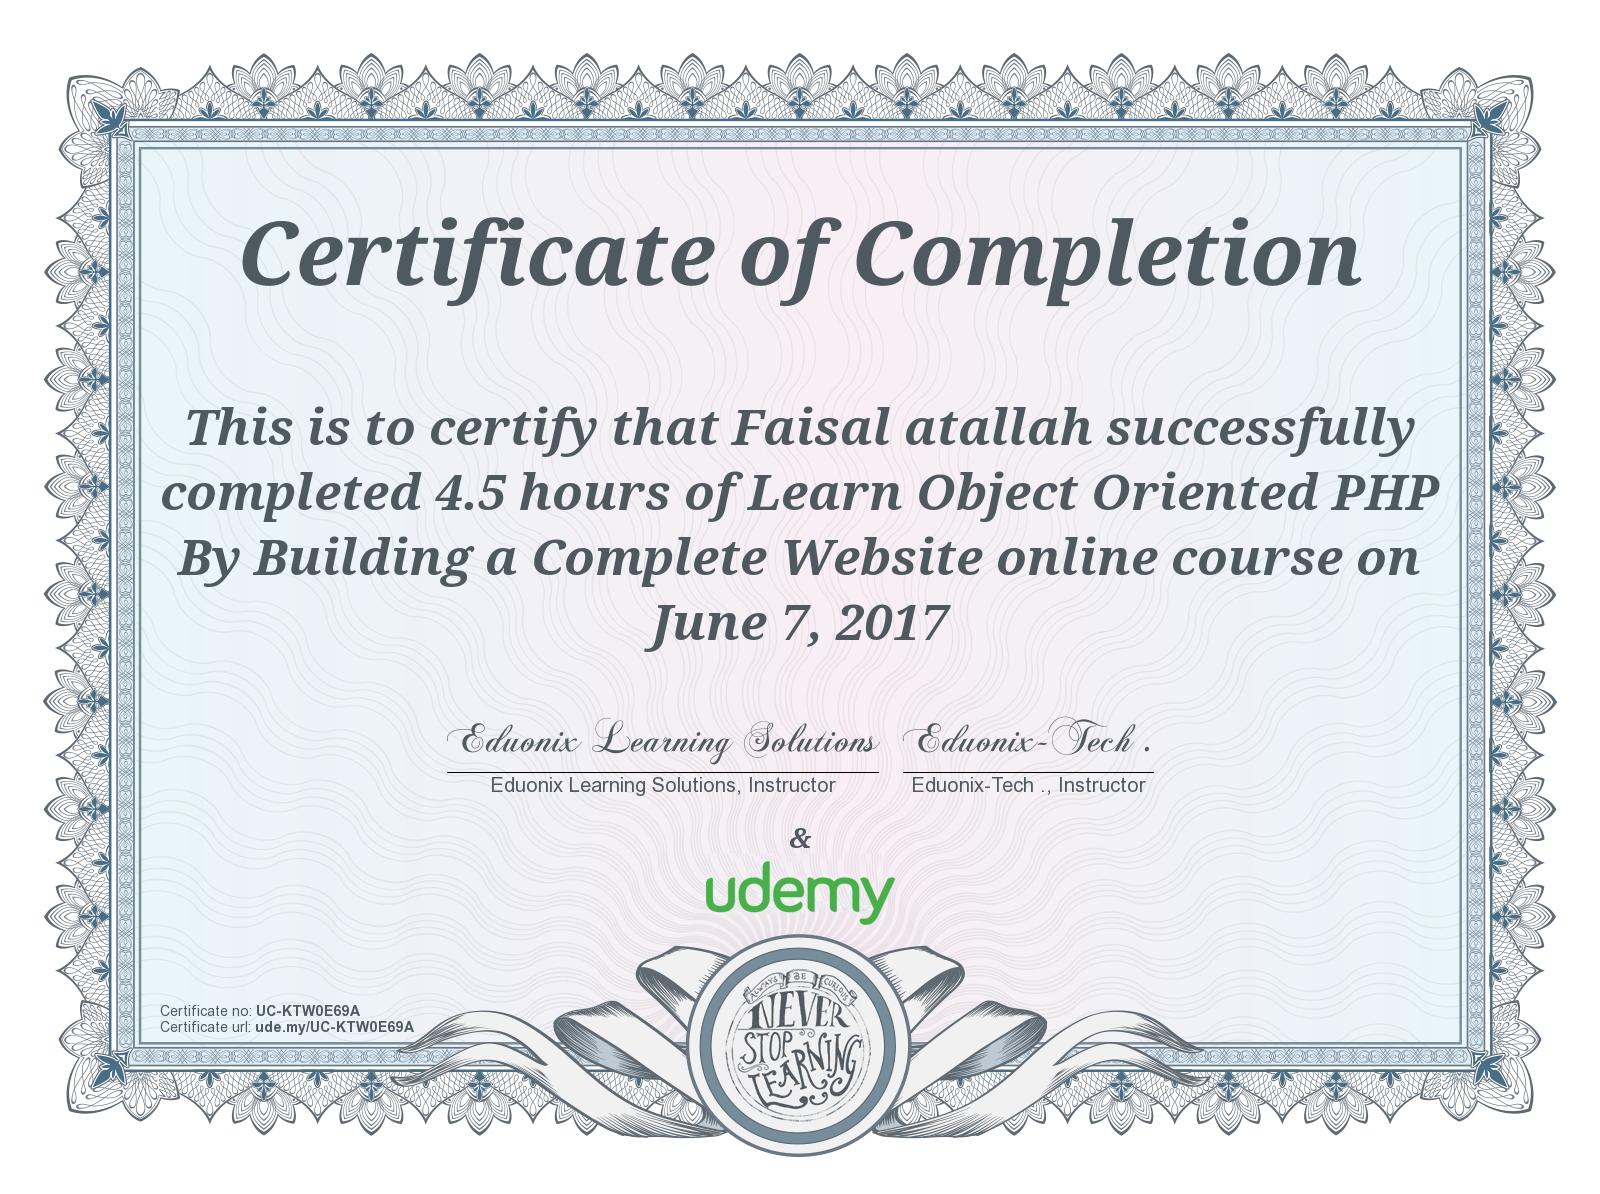 Certificate of Completion
This is to certify that Faisal atallah successfully
completed 4.5 hours of Learn Object Oriented PHP
By Building a Complete Website online course on
June 7, 2017
Eduonix Learning Solutions Eduonix-Tech .
Eduonix Learning Solutions, Instructor Eduonix-Tech ., Instructor
&
udemy
ALWAYS BE CURIOUS
NEVER
STOP
LEARNING
Certificate no: UC-KTW0E69A
Certificate url: ude.my/UC-KTW0E69A